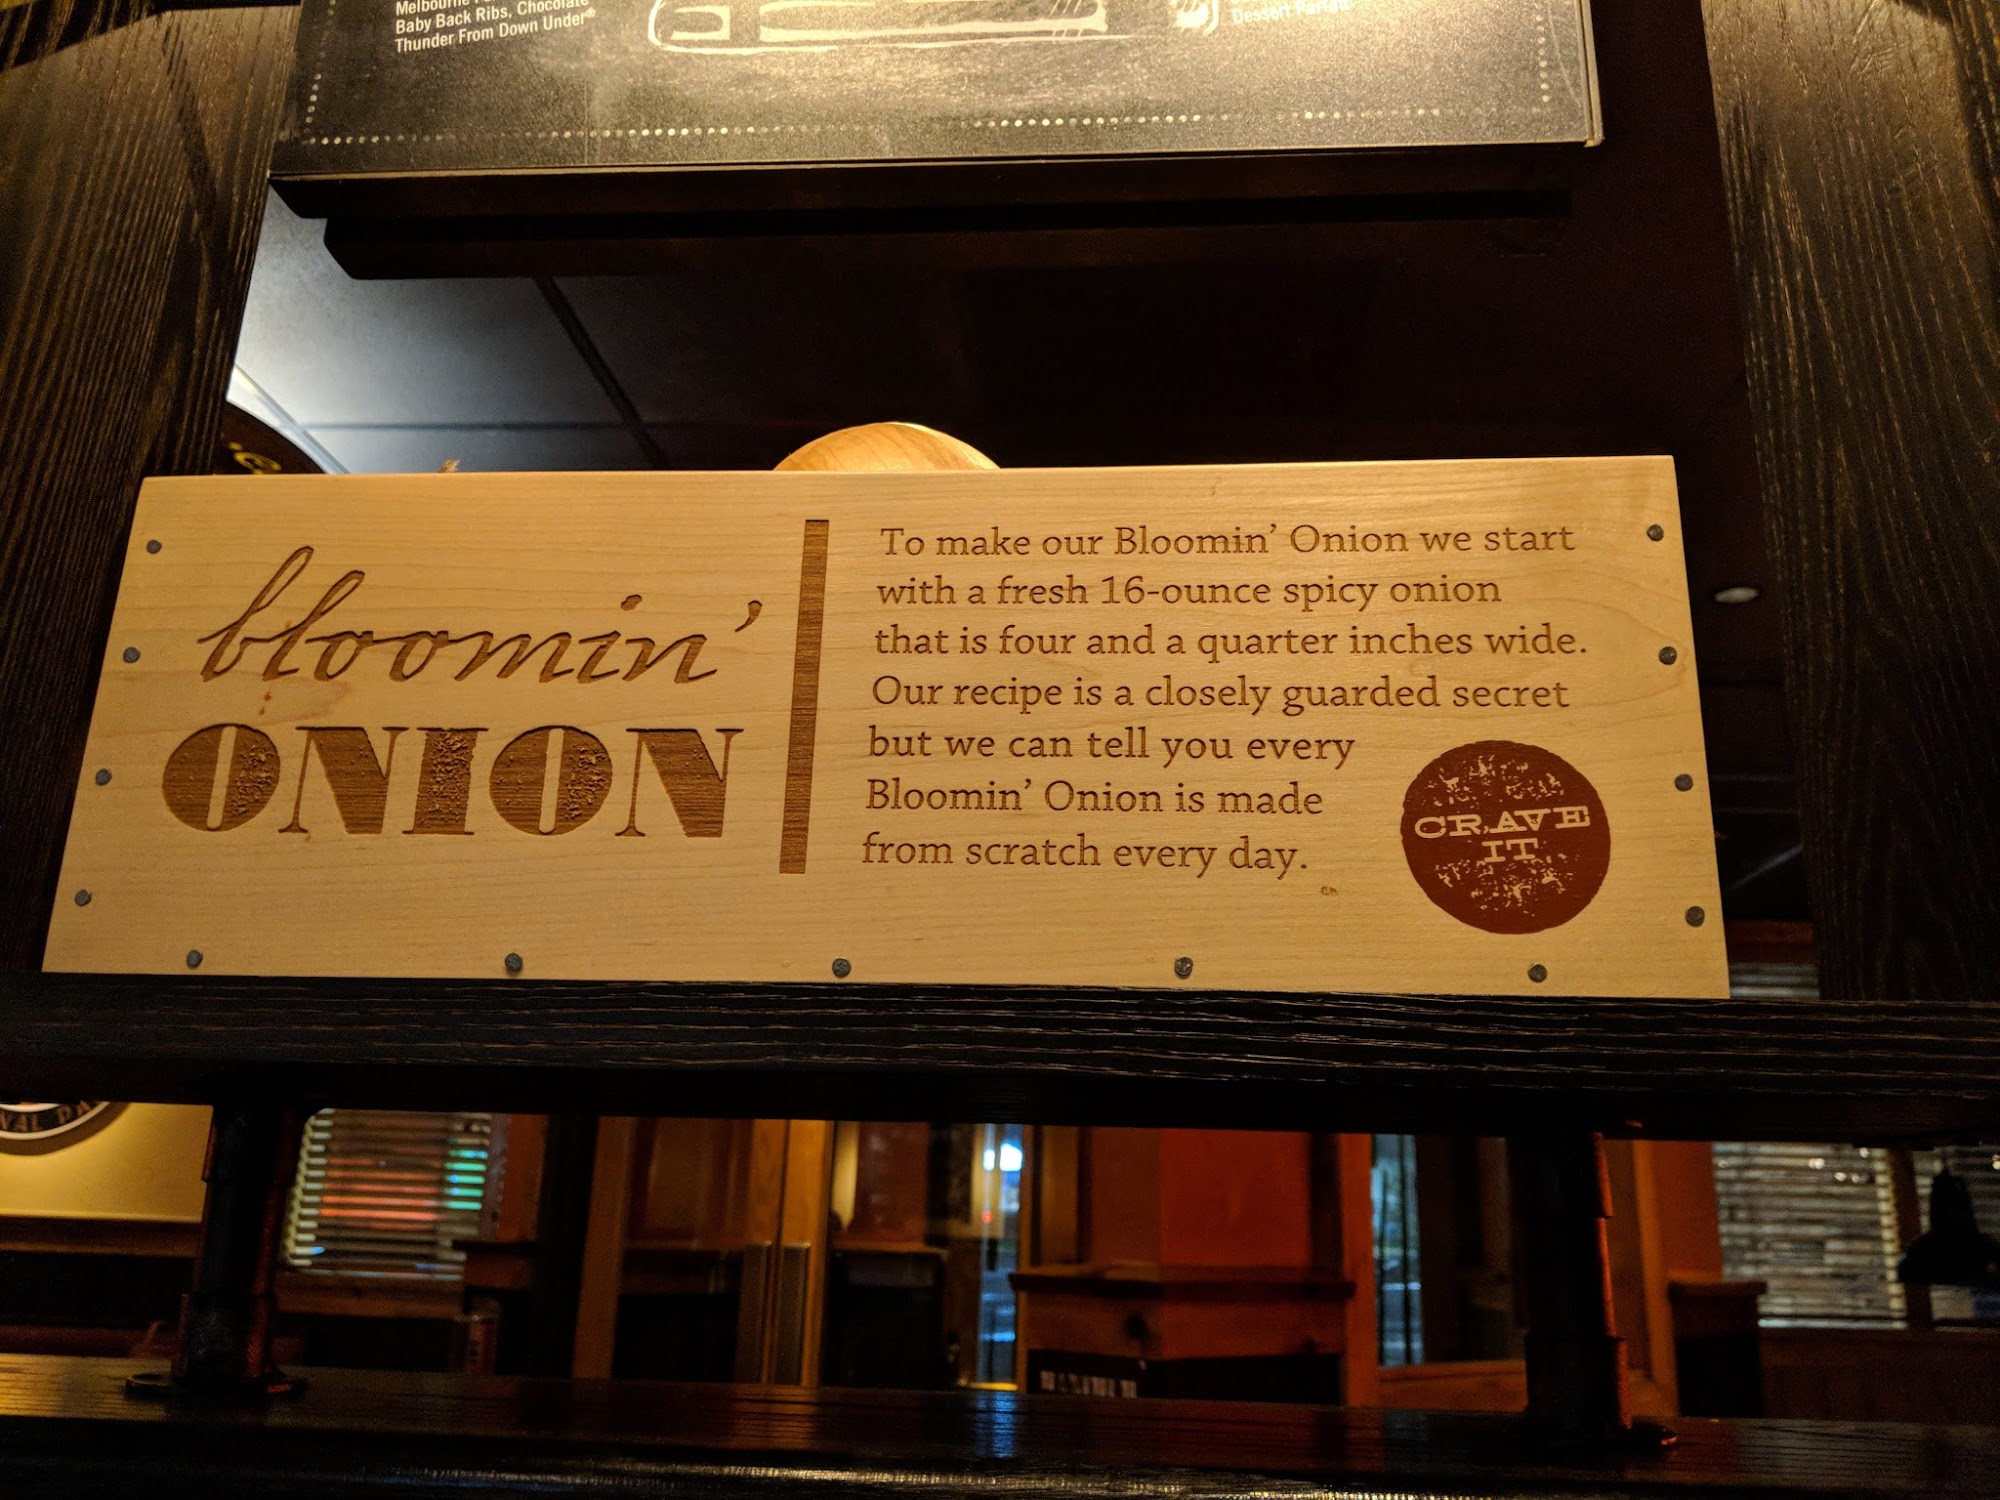 Melbourne
Baby Back Ribs, Chocolate
Thunder From Down Under®
Dessert Parfait
bloomin'
ONION
To make our Bloomin' Onion we start
with a fresh 16-ounce spicy onion
that is four and a quarter inches wide.
Our recipe is a closely guarded secret
but we can tell you every
Bloomin' Onion is made
from scratch every day.
CRAVE
IT